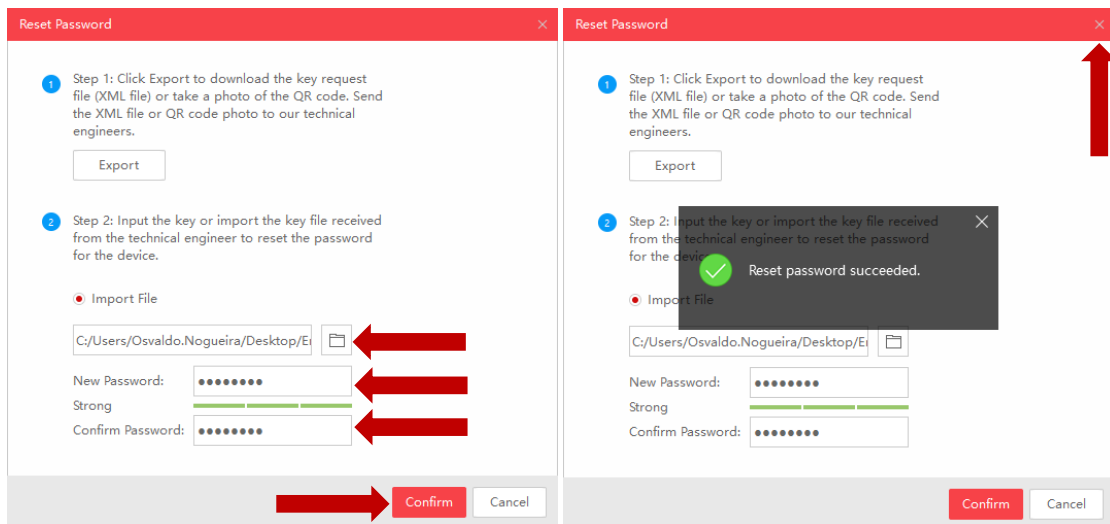 Reset Password
Step 1: Click Export to download the key request
file (XML file) or take a photo of the QR code. Send
the XML file or QR code photo to our technical
engineers.
Export
Step 2: Input the key or import the key file received
from the technical engineer to reset the password
for the device.
Import File
C:/Users/Osvaldo.Nogueira/Desktop/E
New Password:
Strong
Confirm Password:
Confirm
Cancel
Reset Password
Step 1: Click Export to download the key request
file (XML file) or take a photo of the QR code. Send
the XML file or QR code photo to our technical
engineers.
Export
Step 2: Input the key or import the key file received
from the technical engineer to reset the password
for the device.
Reset password succeeded.
Import File
C:/Users/Osvaldo.Nogueira/Desktop/E
New Password:
Strong
Confirm Password:
Confirm
Cancel